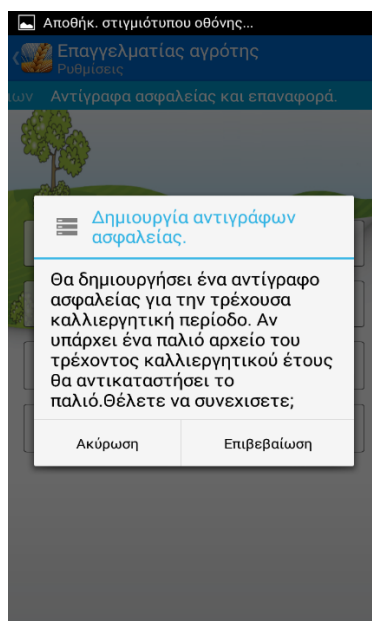 Αποθήκ. στιγμιότυπου οθόνης...
Επαγγελματίας αγρότης
Ρυθμίσεις
ιων Αντίγραφα ασφαλείας και επαναφορά.
Δημιουργία αντιγράφων
ασφαλείας.
Θα δημιουργήσει ένα αντίγραφο
ασφαλείας για την τρέχουσα
καλλιεργητική περίοδο. Αν
υπάρχει ένα παλιό αρχείο του
τρέχοντος καλλιεργητικού έτους
θα αντικαταστήσει το
παλιό.Θέλετε να συνεχισετε;
Ακύρωση Επιβεβαίωση